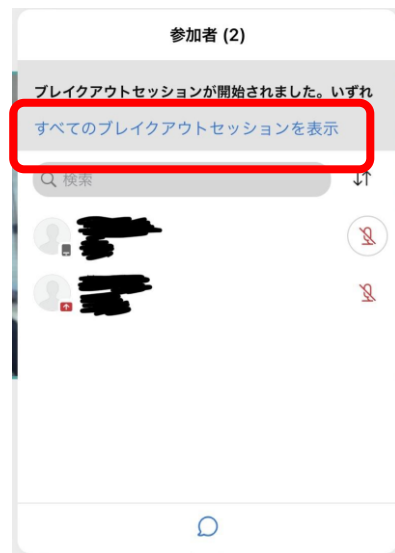 参加者 (2)
ブレイクアウトセッションが開始されました。いずれ
すべてのブレイクアウトセッションを表示
検索